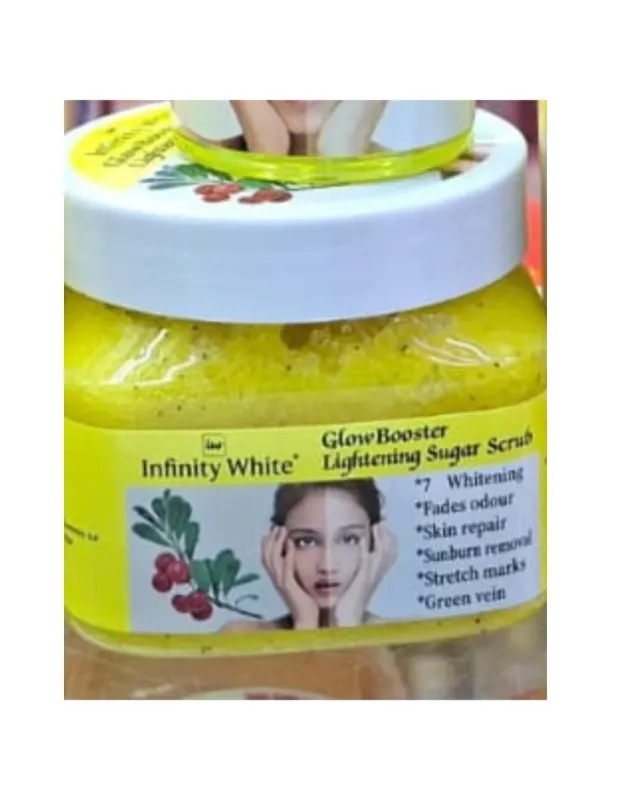 Infinity White
GlowBooster
Lightening Sugar Scrub
*7 Whitening
*Fades odour
*Skin repair
*Sunburn removal
*Stretch marks
*Green vein